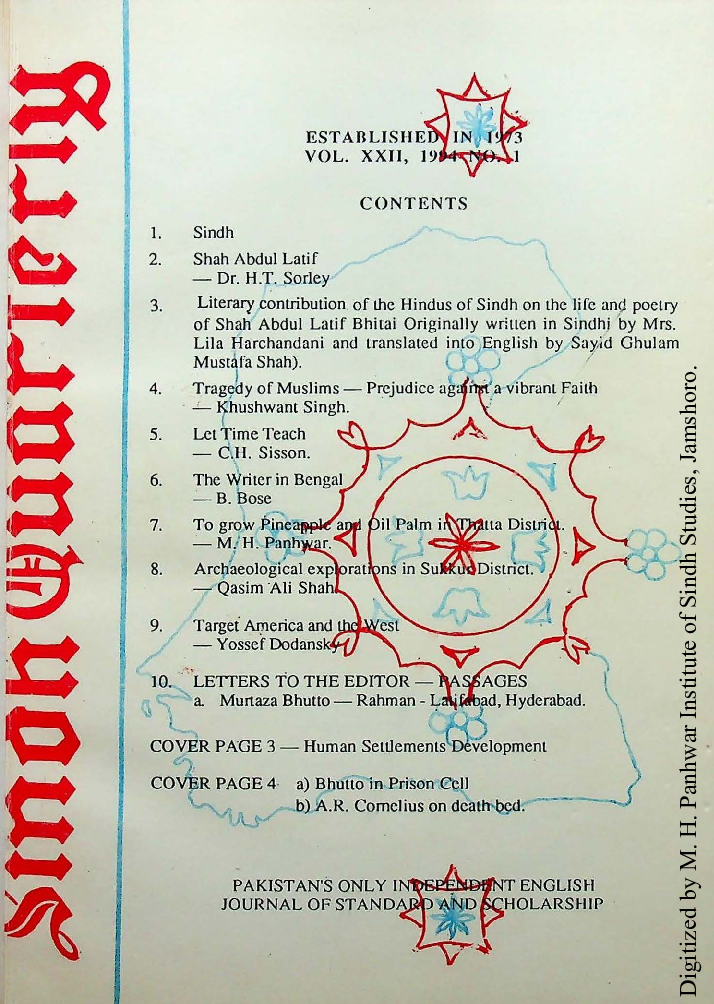 Sindh Quarterly
ESTABLISHED IN 1973
VOL. XXII, 1994 NO. 1
CONTENTS
1. Sindh
2. Shah Abdul Latif
— Dr. H.T. Sorley
3. Literary contribution of the Hindus of Sindh on the life and poetry
of Shah Abdul Latif Bhitai Originally written in Sindhi by Mrs.
Lila Harchandani and translated into English by Sayid Ghulam
Mustafa Shah).
4. Tragedy of Muslims — Prejudice against a vibrant Faith
— Khushwant Singh.
5. Let Time Teach
— C.H. Sisson.
6. The Writer in Bengal
— B. Bose
7. To grow Pineapple and Oil Palm in Thatta District.
— M. H. Panhwar.
8. Archaeological explorations in Sukkur District.
— Qasim Ali Shah
9. Target America and the West
— Yossef Dodansky
10. LETTERS TO THE EDITOR — PASSAGES
a. Murtaza Bhutto — Rahman - Latifabad, Hyderabad.
COVER PAGE 3 — Human Settlements Development
COVER PAGE 4 a) Bhutto in Prison Cell
b) A.R. Cornelius on death bed.
PAKISTAN'S ONLY INDEPENDENT ENGLISH
JOURNAL OF STANDARD AND SCHOLARSHIP
Digitized by M. H. Panhwar Institute of Sindh Studies, Jamshoro.